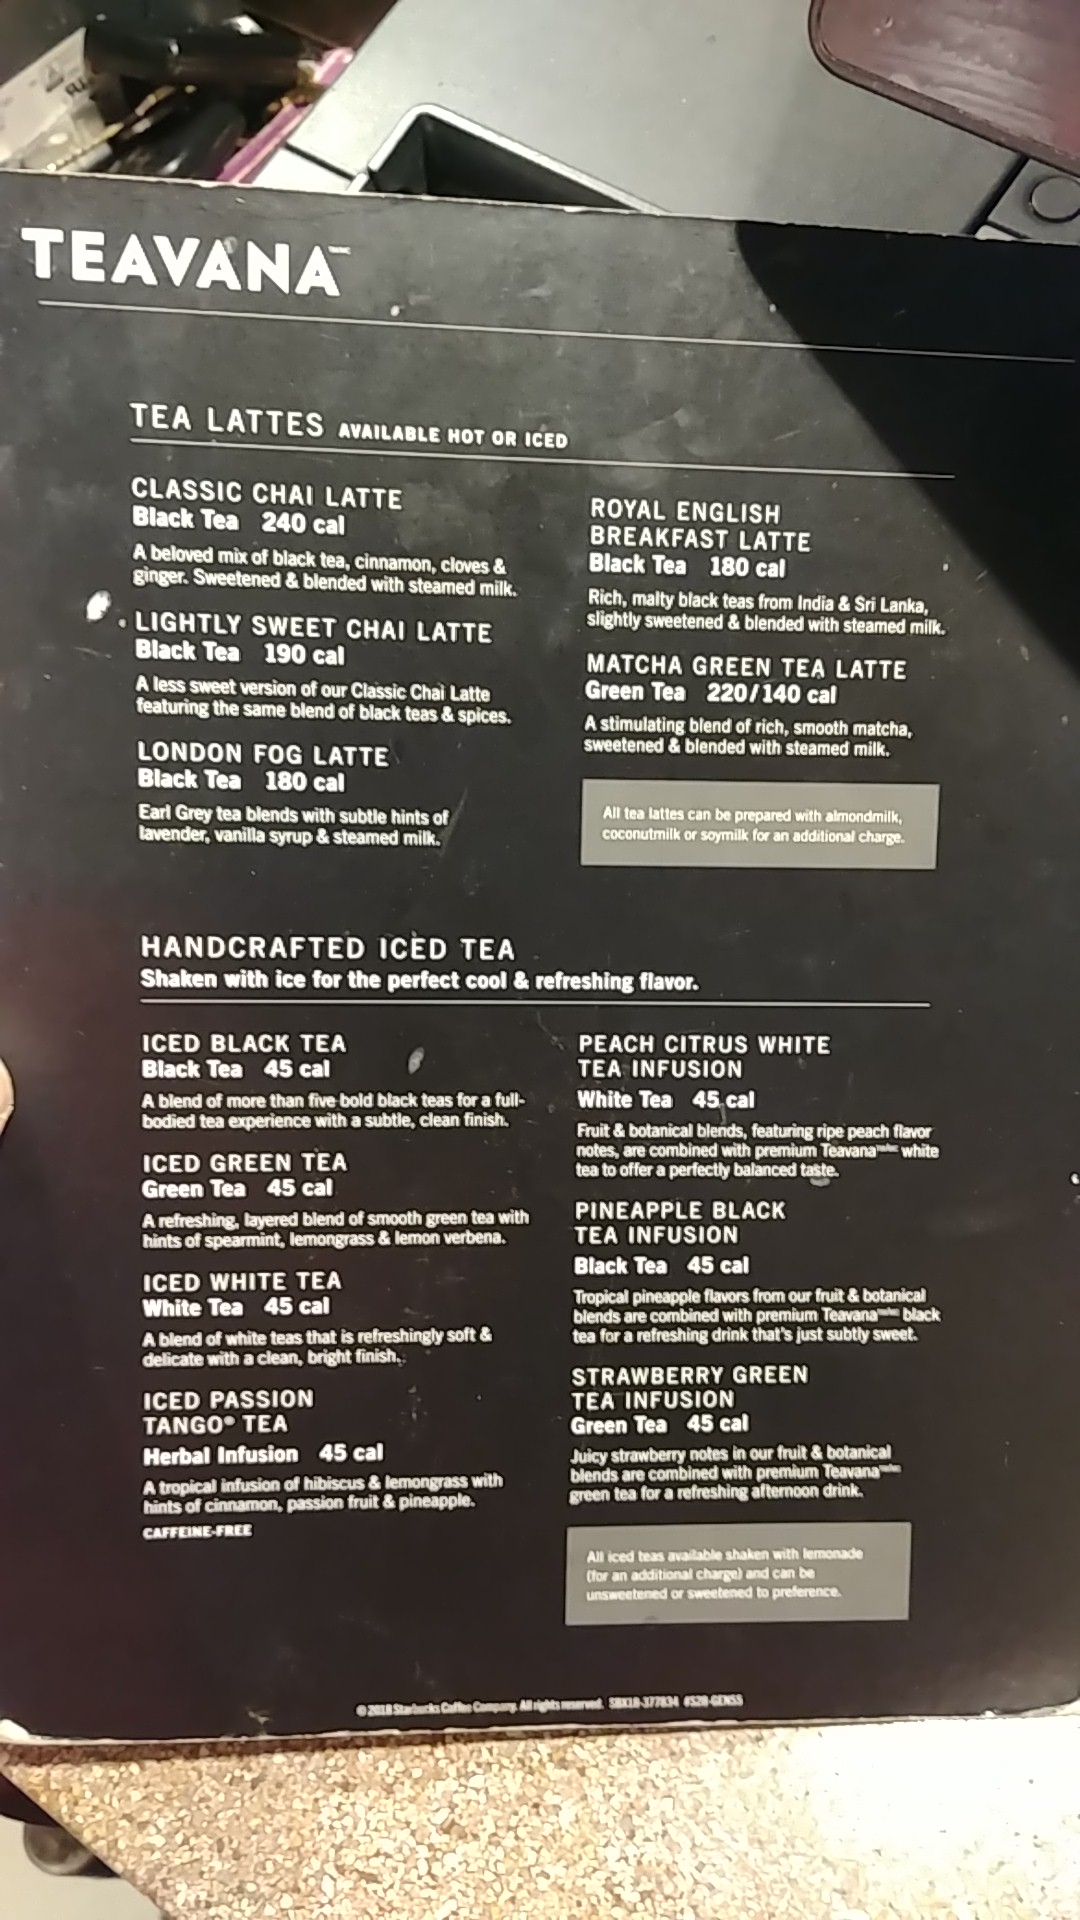 TEAVANA™
TEA LATTES AVAILABLE HOT OR ICED
CLASSIC CHAI LATTE
Black Tea 240 cal
A beloved mix of black tea, cinnamon, cloves &
ginger. Sweetened & blended with steamed milk.
LIGHTLY SWEET CHAI LATTE
Black Tea 190 cal
A less sweet version of our Classic Chai Latte
featuring the same blend of black teas & spices.
LONDON FOG LATTE
Black Tea 180 cal
Earl Grey tea blends with subtle hints of
lavender, vanilla syrup & steamed milk.
ROYAL ENGLISH
BREAKFAST LATTE
Black Tea 180 cal
Rich, malty black teas from India & Sri Lanka,
slightly sweetened & blended with steamed milk.
MATCHA GREEN TEA LATTE
Green Tea 220/140 cal
A stimulating blend of rich, smooth matcha,
sweetened & blended with steamed milk.
All tea lattes can be prepared with almondmilk,
coconutmilk or soymilk for an additional charge.
HANDCRAFTED ICED TEA
Shaken with ice for the perfect cool & refreshing flavor.
ICED BLACK TEA
Black Tea 45 cal
A blend of more than five bold black teas for a full-
bodied tea experience with a subtle, clean finish.
ICED GREEN TEA
Green Tea 45 cal
A refreshing, layered blend of smooth green tea with
hints of spearmint, lemongrass & lemon verbena.
ICED WHITE TEA
White Tea 45 cal
A blend of white teas that is refreshingly soft &
delicate with a clean, bright finish.
ICED PASSION
TANGO® TEA
Herbal Infusion 45 cal
A tropical infusion of hibiscus & lemongrass with
hints of cinnamon, passion fruit & pineapple.
CAFFEINE-FREE
PEACH CITRUS WHITE
TEA INFUSION
White Tea 45 cal
Fruit & botanical blends, featuring ripe peach flavor
notes, are combined with premium Teavana white
tea to offer a perfectly balanced taste.
PINEAPPLE BLACK
TEA INFUSION
Black Tea 45 cal
Tropical pineapple flavors from our fruit & botanical
blends are combined with premium Teavana black
tea for a refreshing drink that's just subtly sweet.
STRAWBERRY GREEN
TEA INFUSION
Green Tea 45 cal
Juicy strawberry notes in our fruit & botanical
blends are combined with premium Teavana
green tea for a refreshing afternoon drink.
All iced teas available shaken with lemonade
(for an additional charge) and can be
unsweetened or sweetened to preference.
© 2018 Starbucks Coffee Company. All rights reserved. SBX18-377834